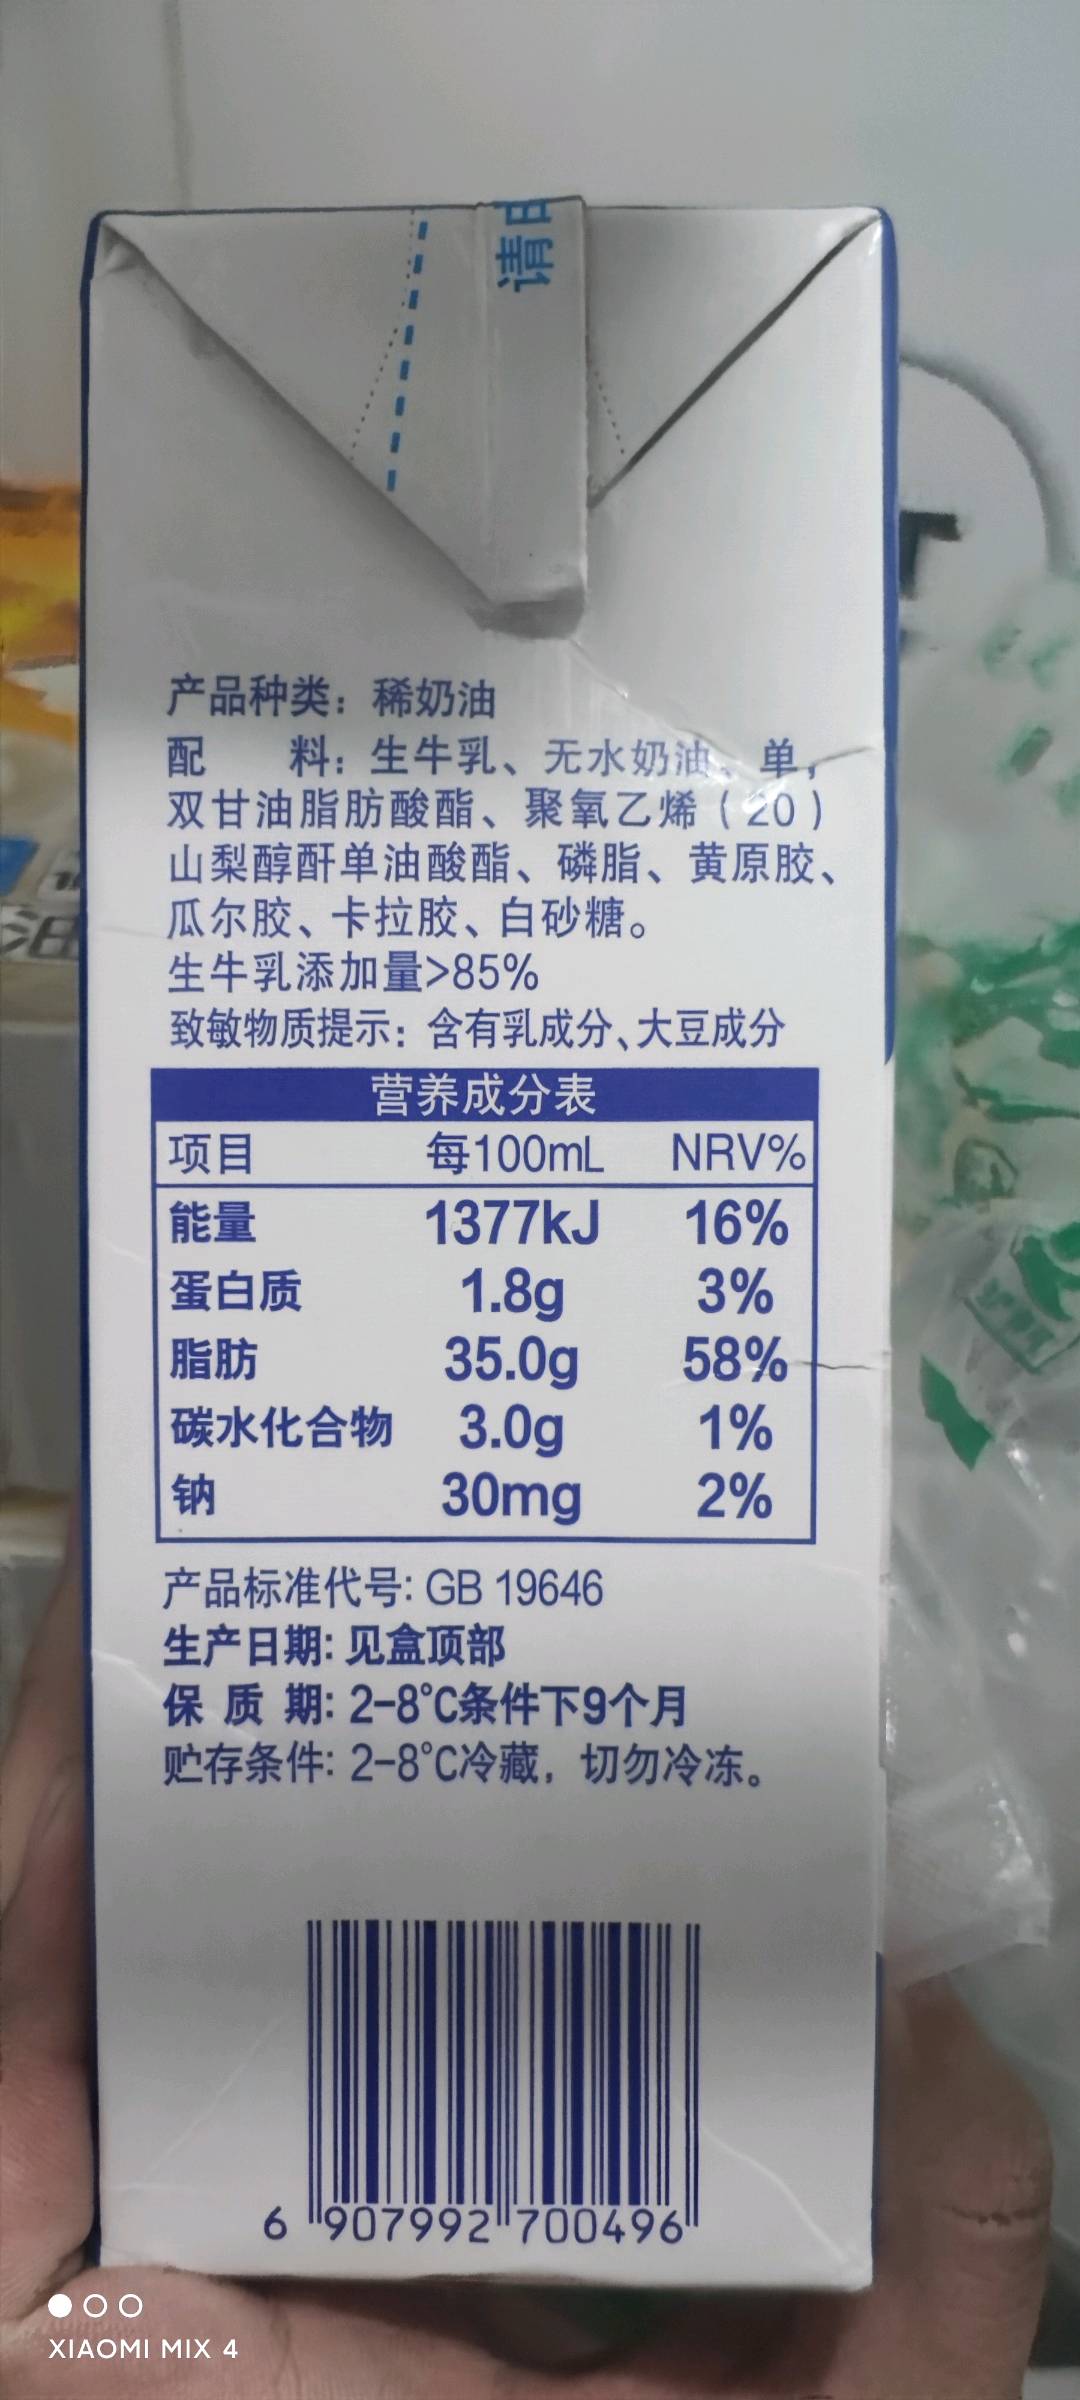 请
产品种类：稀奶油
配　　料：生牛乳、无水奶油、单，
双甘油脂肪酸酯、聚氧乙烯（20）
山梨醇酐单油酸酯、磷脂、黄原胶、
瓜尔胶、卡拉胶、白砂糖。
生牛乳添加量>85%
致敏物质提示：含有乳成分、大豆成分
营养成分表
项目 每100mL NRV%
能量 1377kJ 16%
蛋白质 1.8g 3%
脂肪 35.0g 58%
碳水化合物 3.0g 1%
钠 30mg 2%
产品标准代号: GB 19646
生产日期: 见盒顶部
保 质 期: 2-8℃条件下9个月
贮存条件: 2-8℃冷藏，切勿冷冻。
6 907992 700496
油
XIAOMI MIX 4